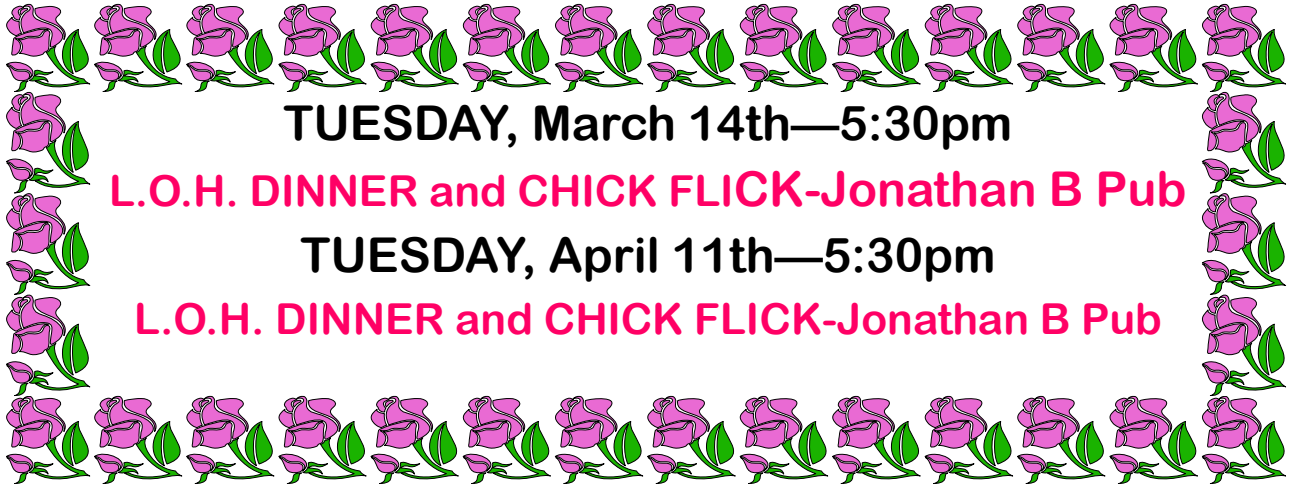 TUESDAY, March 14th—5:30pm
L.O.H. DINNER and CHICK FLICK-Jonathan B Pub
TUESDAY, April 11th—5:30pm
L.O.H. DINNER and CHICK FLICK-Jonathan B Pub